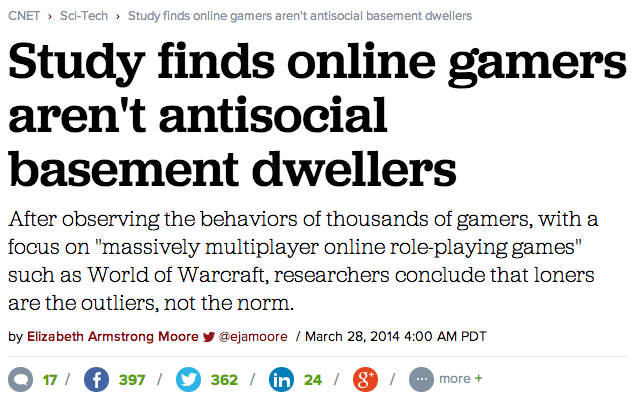 CNET › Sci-Tech › Study finds online gamers aren't antisocial basement dwellers
Study finds online gamers
aren't antisocial
basement dwellers
After observing the behaviors of thousands of gamers, with a
focus on "massively multiplayer online role-playing games"
such as World of Warcraft, researchers conclude that loners
are the outliers, not the norm.
by Elizabeth Armstrong Moore @ejamoore / March 28, 2014 4:00 AM PDT
17 / f 397 / 362 / in 24 / g+ / ... more +